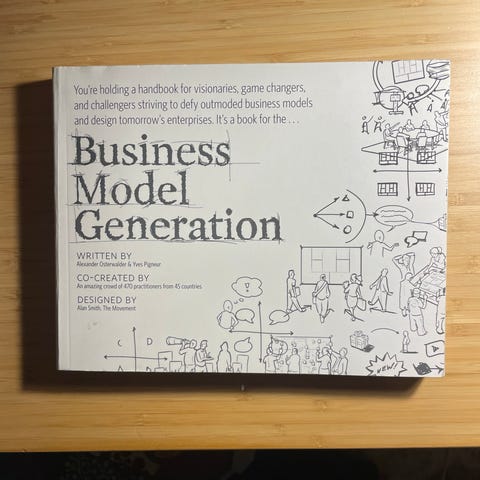 You're holding a handbook for visionaries, game changers,
and challengers striving to defy outmoded business models
and design tomorrow's enterprises. It's a book for the . . .
Business
Model
Generation
WRITTEN BY
Alexander Osterwalder & Yves Pigneur
CO-CREATED BY
An amazing crowd of 470 practitioners from 45 countries
DESIGNED BY
Alan Smith, The Movement
C D
NEW!